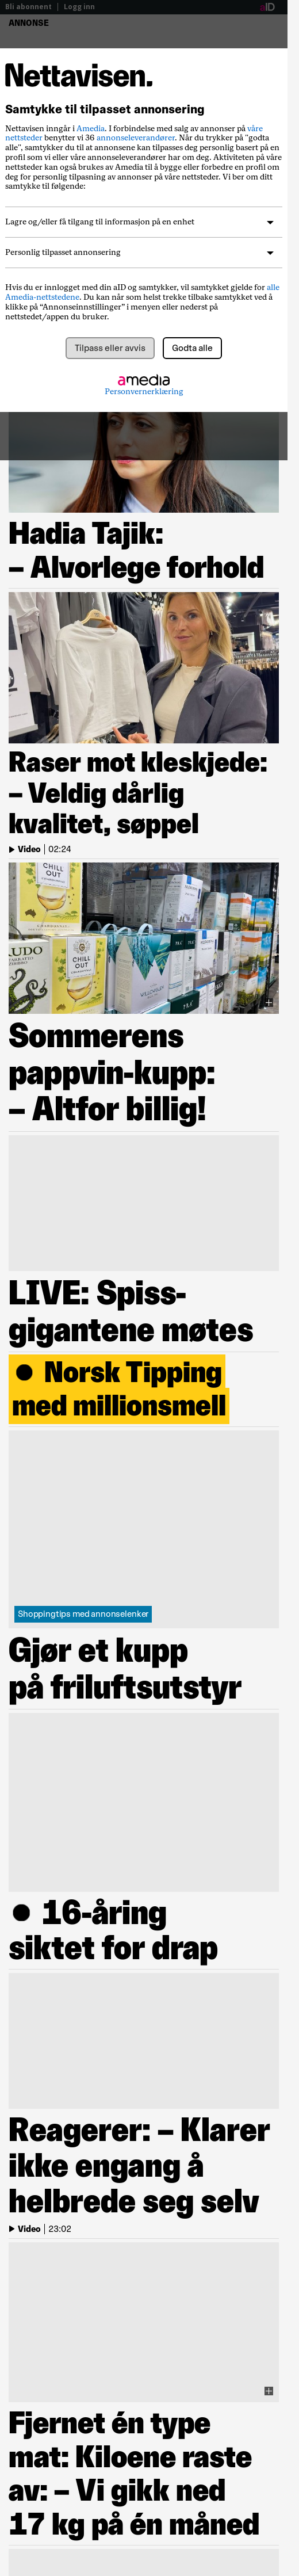 Bli abonnent | Logg inn
aID
ANNONSE
Nettavisen.
Samtykke til tilpasset annonsering
Nettavisen inngår i Amedia. I forbindelse med salg av annonser på våre
nettsteder benytter vi 36 annonseleverandører. Når du trykker på "godta
alle", samtykker du til at annonsene kan tilpasses deg personlig basert på en
profil som vi eller våre annonseleverandører har om deg. Aktiviteten på våre
nettsteder kan også brukes av Amedia til å bygge eller forbedre en profil om
deg for personlig tilpasning av annonser på våre nettsteder. Vi ber om ditt
samtykke til følgende:
Lagre og/eller få tilgang til informasjon på en enhet
Personlig tilpasset annonsering
Hvis du er innlogget med din aID og samtykker, vil samtykket gjelde for alle
Amedia-nettstedene. Du kan når som helst trekke tilbake samtykket ved å
klikke på “Annonseinnstillinger” i menyen eller nederst på
nettstedet/appen du bruker.
Tilpass eller avvis
Godta alle
amedia
Personvernerklæring
Hadia Tajik:
– Alvorlege forhold
Raser mot kleskjede:
– Veldig dårlig
kvalitet, søppel
Video | 02:24
CHILL
OUT
CHILL
OUT
Sommerens
pappvin-kupp:
– Altfor billig!
LIVE: Spiss-
gigantene møtes
● Norsk Tipping
med millionsmell
Shoppingtips med annonselenker
Gjør et kupp
på friluftsutstyr
● 16-åring
siktet for drap
Reagerer: – Klarer
ikke engang å
helbrede seg selv
Video | 23:02
Fjernet én type
mat: Kiloene raste
av: – Vi gikk ned
17 kg på én måned